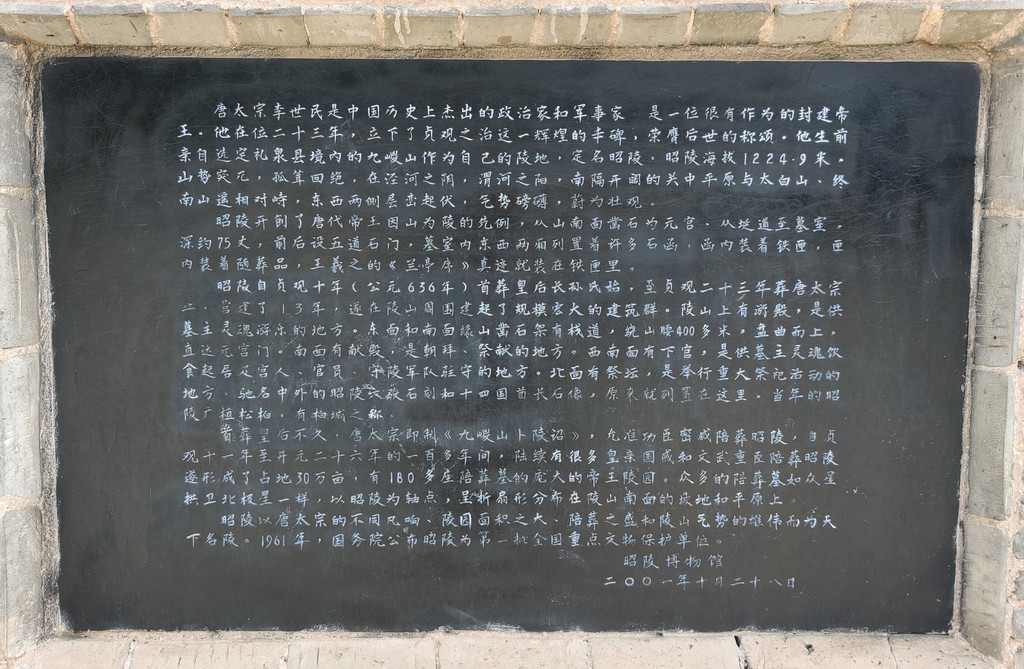 唐太宗李世民是中国历史上杰出的政治家和军事家　是一位很有作为的封建帝
王．他在位二十三年，立下了贞观之治这一辉煌的丰碑，荣膺后世的称颂．他生前
亲自选定礼泉县境内的九嵕山作为自己的陵地，定名昭陵。昭陵海拔1224·9米．
山势突兀，孤耸回绝．在泾河之阴，渭河之阳，南隔开阔的关中平原与太白山、终
南山遥相对峙，东西两侧层峦起伏，气势磅礴，蔚为壮观．
昭陵开创了唐代帝王因山为陵的先例，从山南面凿石为元宫．从埏道至墓室，
深约75丈，前后设五道石门，墓室内东西两厢列置着许多石函，函内装着铁匣，匣
内装着随葬品，王羲之的《兰亭序》真迹就装在铁匣里。
昭陵自贞观十年（公元636年）首葬皇后长孙氏始，至贞观二十三年葬唐太宗
止．营建了13年．在陵山周围建起了规模宏大的建筑群．山上有游殿，供
墓主灵魂游乐的地方．东面和南面缘山凿石架栈道，绕山腰400多米，盘曲而上，
直达元宫门。南面有献殿，是朝拜祭献的地方。西南面有下宫，是供墓主灵魂饮
食起居及宫人、官员、守陵军队驻守的地方。北面有祭坛，举行重大祭祀活动的
地方．驰名中外的昭陵六骏石刻和十四国酋长石像，原来就列置在这里。当年的昭
陵广植松柏，有柏城之称．
首葬皇后不久，唐太宗即制《九嵕山卜陵诏》，允准功臣密戚陪葬昭陵，自贞
观十一年至开元二十六年的一百多年间，陆续有很多皇亲国戚和文武重臣陪葬昭陵
遂形成了占地30万亩，有180多座陪葬墓的庞大的帝王陵园。众多的陪葬墓如众星
拱卫北极星一样，以昭陵为轴点呈折扇形分布在陵山南面的坡地和平原上。
昭陵以唐太宗的不同凡响、陵园面积之大、陪葬之盛和陵山气势的雄伟而为天
下名陵。1961年，国务院公布昭陵为第一批全国重点文物保护单位。
昭陵博物馆
二〇〇一年十月二十八日